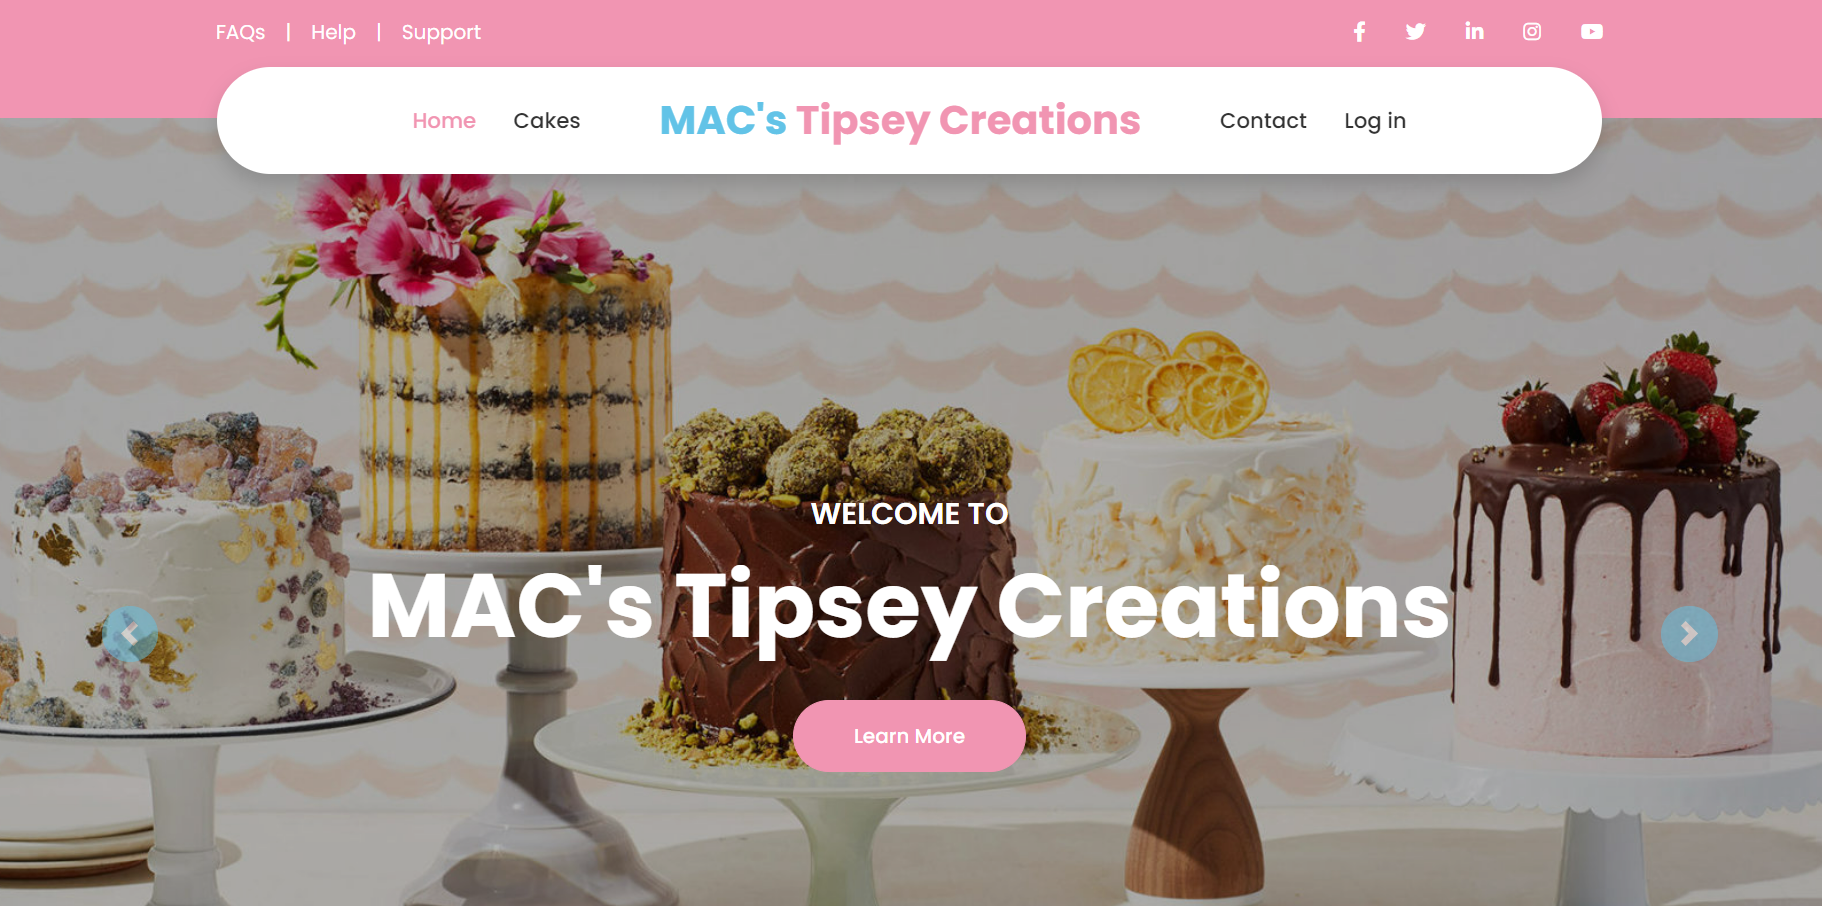 FAQs | Help | Support
Home Cakes MAC's Tipsey Creations Contact Log in
WELCOME TO
MAC's Tipsey Creations
Learn More